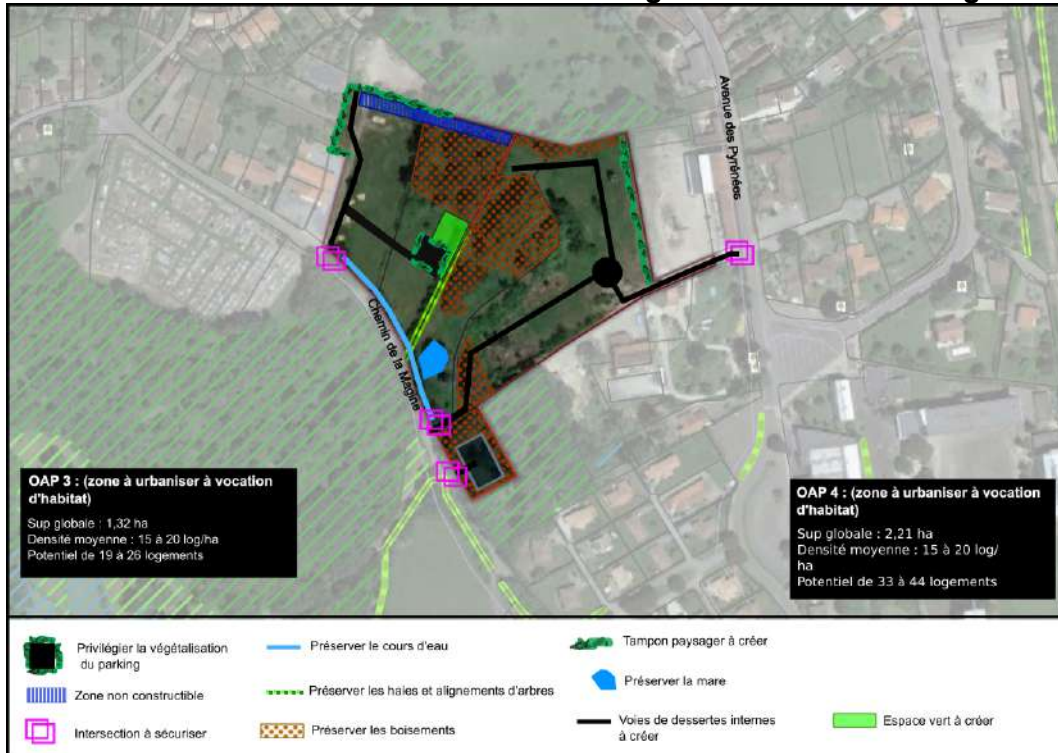 Avenue des Pyrénées
Chemin de la Magine
OAP 3 : (zone à urbaniser à vocation
d'habitat)
Sup globale : 1,32 ha
Densité moyenne : 15 à 20 log/ha
Potentiel de 19 à 26 logements
OAP 4 : (zone à urbaniser à vocation
d'habitat)
Sup globale : 2,21 ha
Densité moyenne : 15 à 20 log/
ha
Potentiel de 33 à 44 logements
Privilégier la végétalisation
du parking
Préserver le cours d'eau
Tampon paysager à créer
Zone non constructible
Préserver les haies et alignements d'arbres
Préserver la mare
Intersection à sécuriser
Préserver les boisements
Voies de dessertes internes
à créer
Espace vert à créer